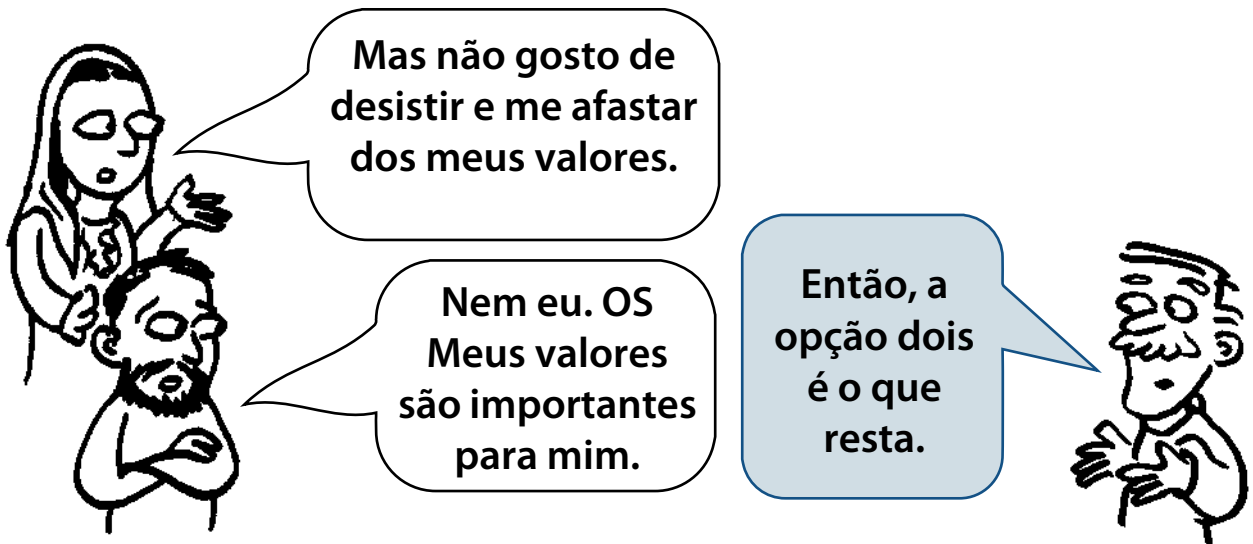 Mas não gosto de
desistir e me afastar
dos meus valores.
Nem eu. OS
Meus valores
são importantes
para mim.
Então, a
opção dois
é o que
resta.